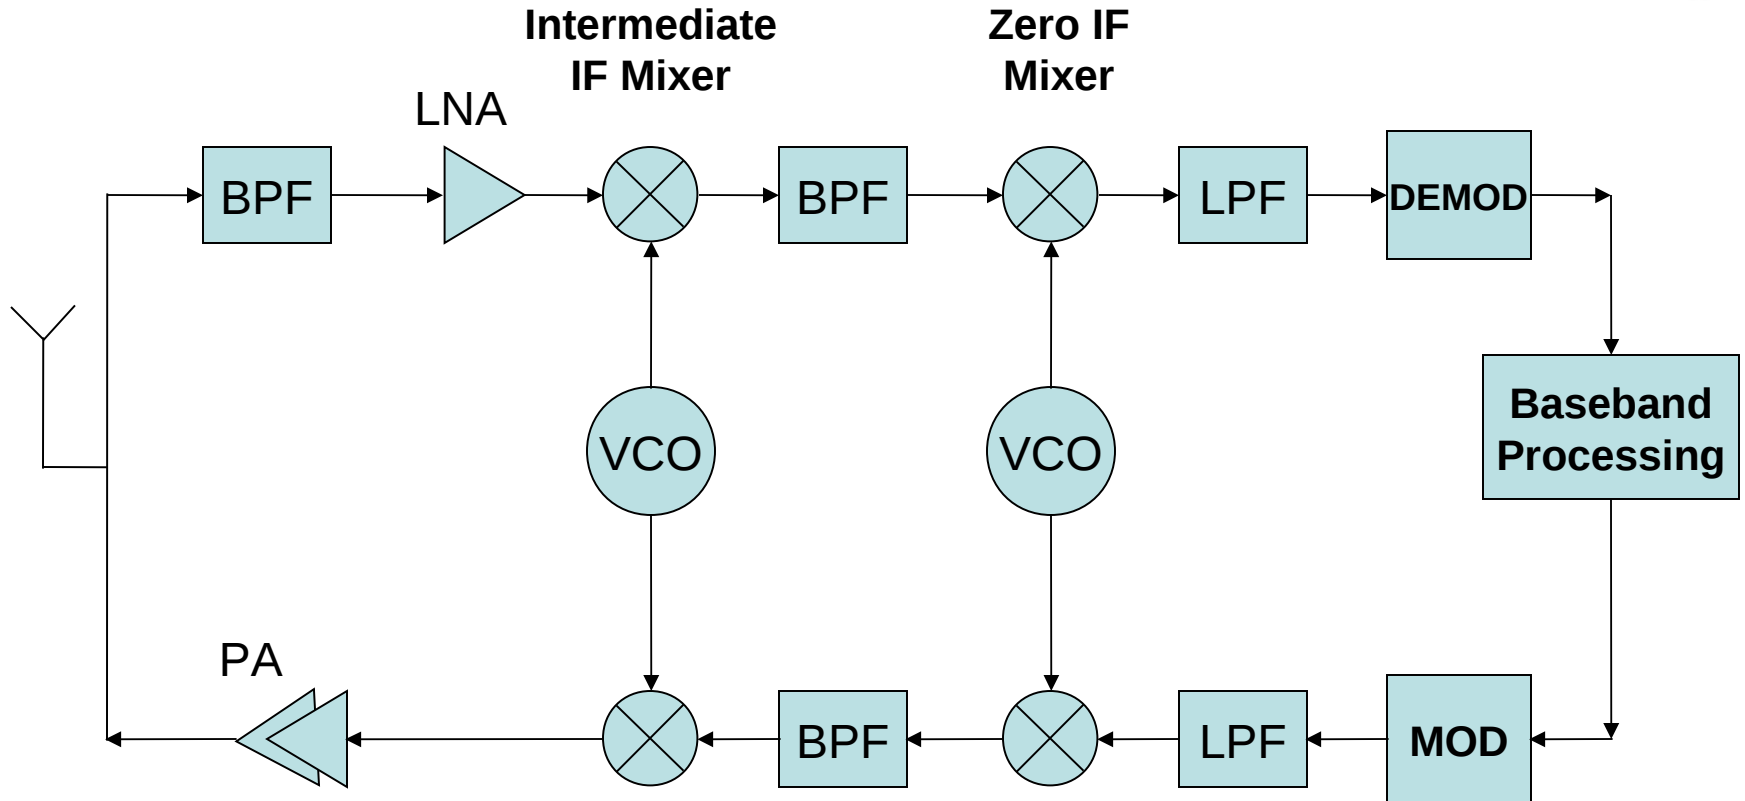 Intermediate
IF Mixer
Zero IF
Mixer
LNA
BPF
BPF
LPF
DEMOD
VCO
VCO
Baseband
Processing
PA
BPF
LPF
MOD